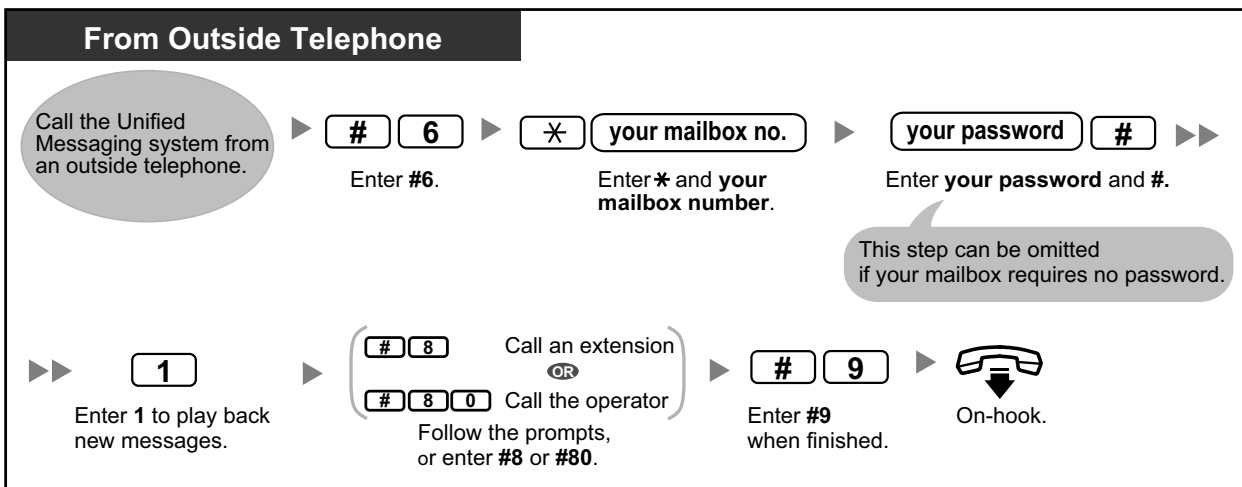 From Outside Telephone
Call the Unified
Messaging system from
an outside telephone.
# 6
Enter #6.
* your mailbox no.
Enter * and your
mailbox number.
your password #
Enter your password and #.
This step can be omitted
if your mailbox requires no password.
1
Enter 1 to play back
new messages.
# 8 Call an extension
OR
# 8 0 Call the operator
Follow the prompts,
or enter #8 or #80.
# 9
Enter #9
when finished.
On-hook.